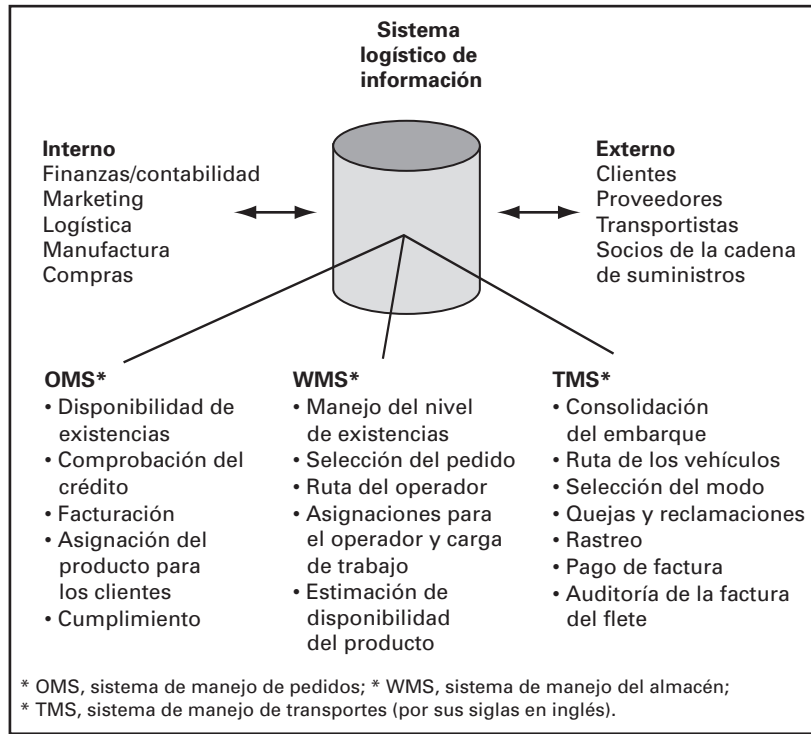 Sistema
logístico de
información
Interno
Finanzas/contabilidad
Marketing
Logística
Manufactura
Compras
Externo
Clientes
Proveedores
Transportistas
Socios de la cadena
de suministros
OMS*
• Disponibilidad de
existencias
• Comprobación del
crédito
• Facturación
• Asignación del
producto para
los clientes
• Cumplimiento
WMS*
• Manejo del nivel
de existencias
• Selección del pedido
• Ruta del operador
• Asignaciones para
el operador y carga
de trabajo
• Estimación de
disponibilidad
del producto
TMS*
• Consolidación
del embarque
• Ruta de los vehículos
• Selección del modo
• Quejas y reclamaciones
• Rastreo
• Pago de factura
• Auditoría de la factura
del flete
* OMS, sistema de manejo de pedidos; * WMS, sistema de manejo del almacén;
* TMS, sistema de manejo de transportes (por sus siglas en inglés).